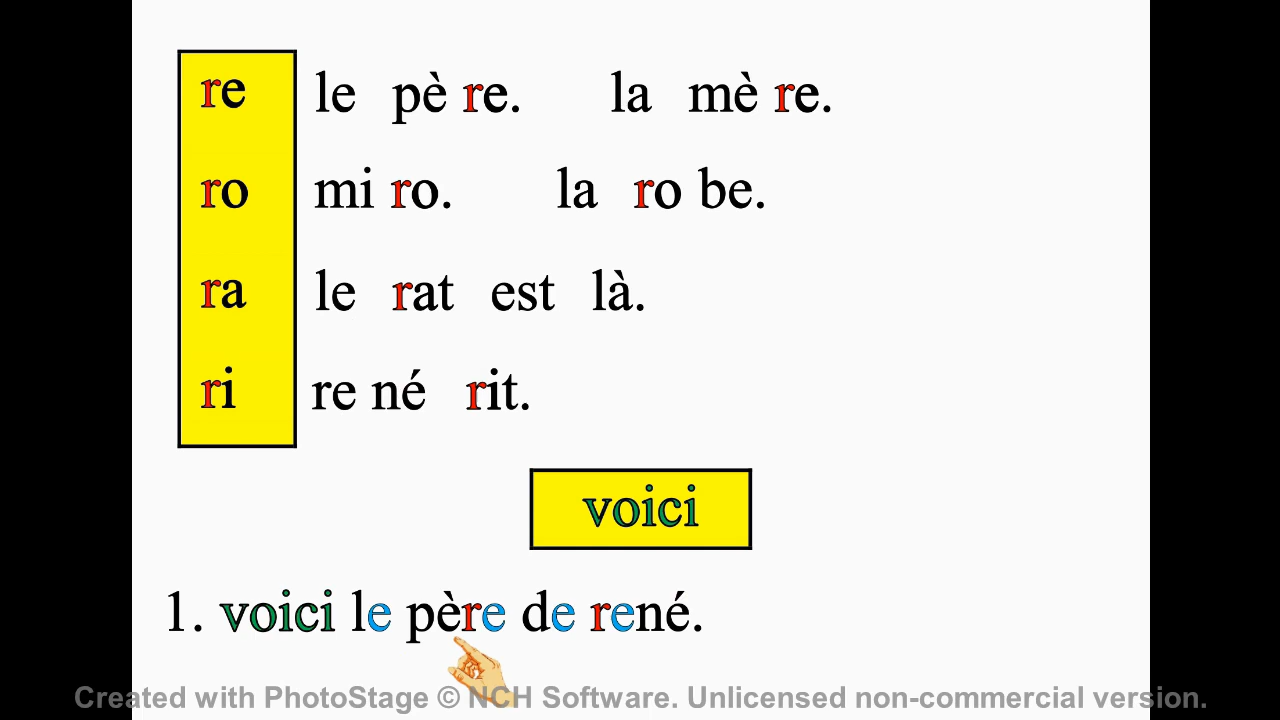 re le pè re. la mè re.
ro mi ro. la ro be.
ra le rat est là.
ri re né rit.
voici
1. voici le père de rené.
Created with PhotoStage © NCH Software. Unlicensed non-commercial version.